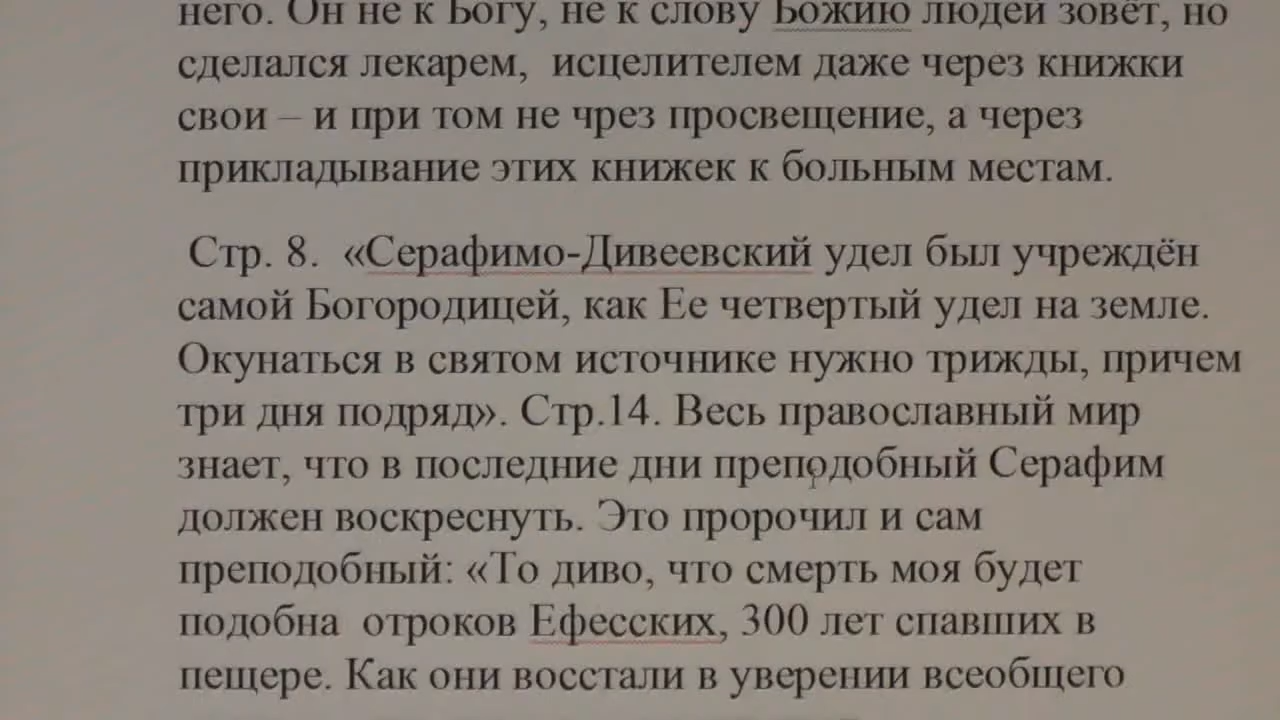 него. Он не к Богу, не к слову Божию людей зовёт, но
сделался лекарем, исцелителем даже через книжки
свои – и при том не чрез просвещение, а через
прикладывание этих книжек к больным местам.
Стр. 8. «Серафимо-Дивеевский удел был учреждён
самой Богородицей, как Ее четвертый удел на земле.
Окунаться в святом источнике нужно трижды, причем
три дня подряд». Стр.14. Весь православный мир
знает, что в последние дни преподобный Серафим
должен воскреснуть. Это пророчил и сам
преподобный: «То диво, что смерть моя будет
подобна отроков Ефесских, 300 лет спавших в
пещере. Как они восстали в уверении всеобщего